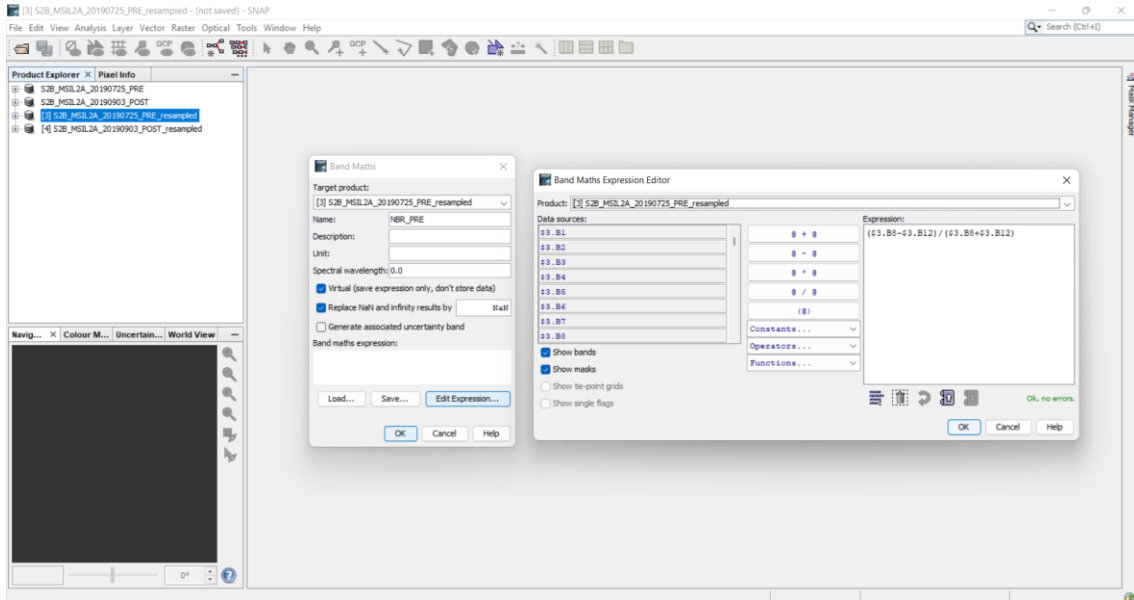 [3] S2B_MSIL2A_20190725_PRE_resampled - [not saved] - SNAP
File Edit View Analysis Layer Vector Raster Optical Tools Window Help
Search (Ctrl+I)
GCP
GCP
Product Explorer × Pixel Info
S2B_MSIL2A_20190725_PRE
S2B_MSIL2A_20190903_POST
[3] S2B_MSIL2A_20190725_PRE_resampled
[4] S2B_MSIL2A_20190903_POST_resampled
Mask Manager
Navig... × Colour M... Uncertain... World View
0°
Band Maths
Target product:
[3] S2B_MSIL2A_20190725_PRE_resampled
Name: NBR_PRE
Description:
Unit:
Spectral wavelength: 0.0
Virtual (save expression only, don't store data)
Replace NaN and infinity results by NaN
Generate associated uncertainty band
Band maths expression:
Load... Save... Edit Expression...
OK Cancel Help
Band Maths Expression Editor
Product: [3] S2B_MSIL2A_20190725_PRE_resampled
Data sources:
$3.B1
$3.B2
$3.B3
$3.B4
$3.B5
$3.B6
$3.B7
$3.B8
Show bands
Show masks
Show tie-point grids
Show single flags
@ + @
@ - @
@ * @
@ / @
(@)
Constants...
Operators...
Functions...
Expression:
($3.B8-$3.B12)/($3.B8+$3.B12)
Ok, no errors.
OK Cancel Help